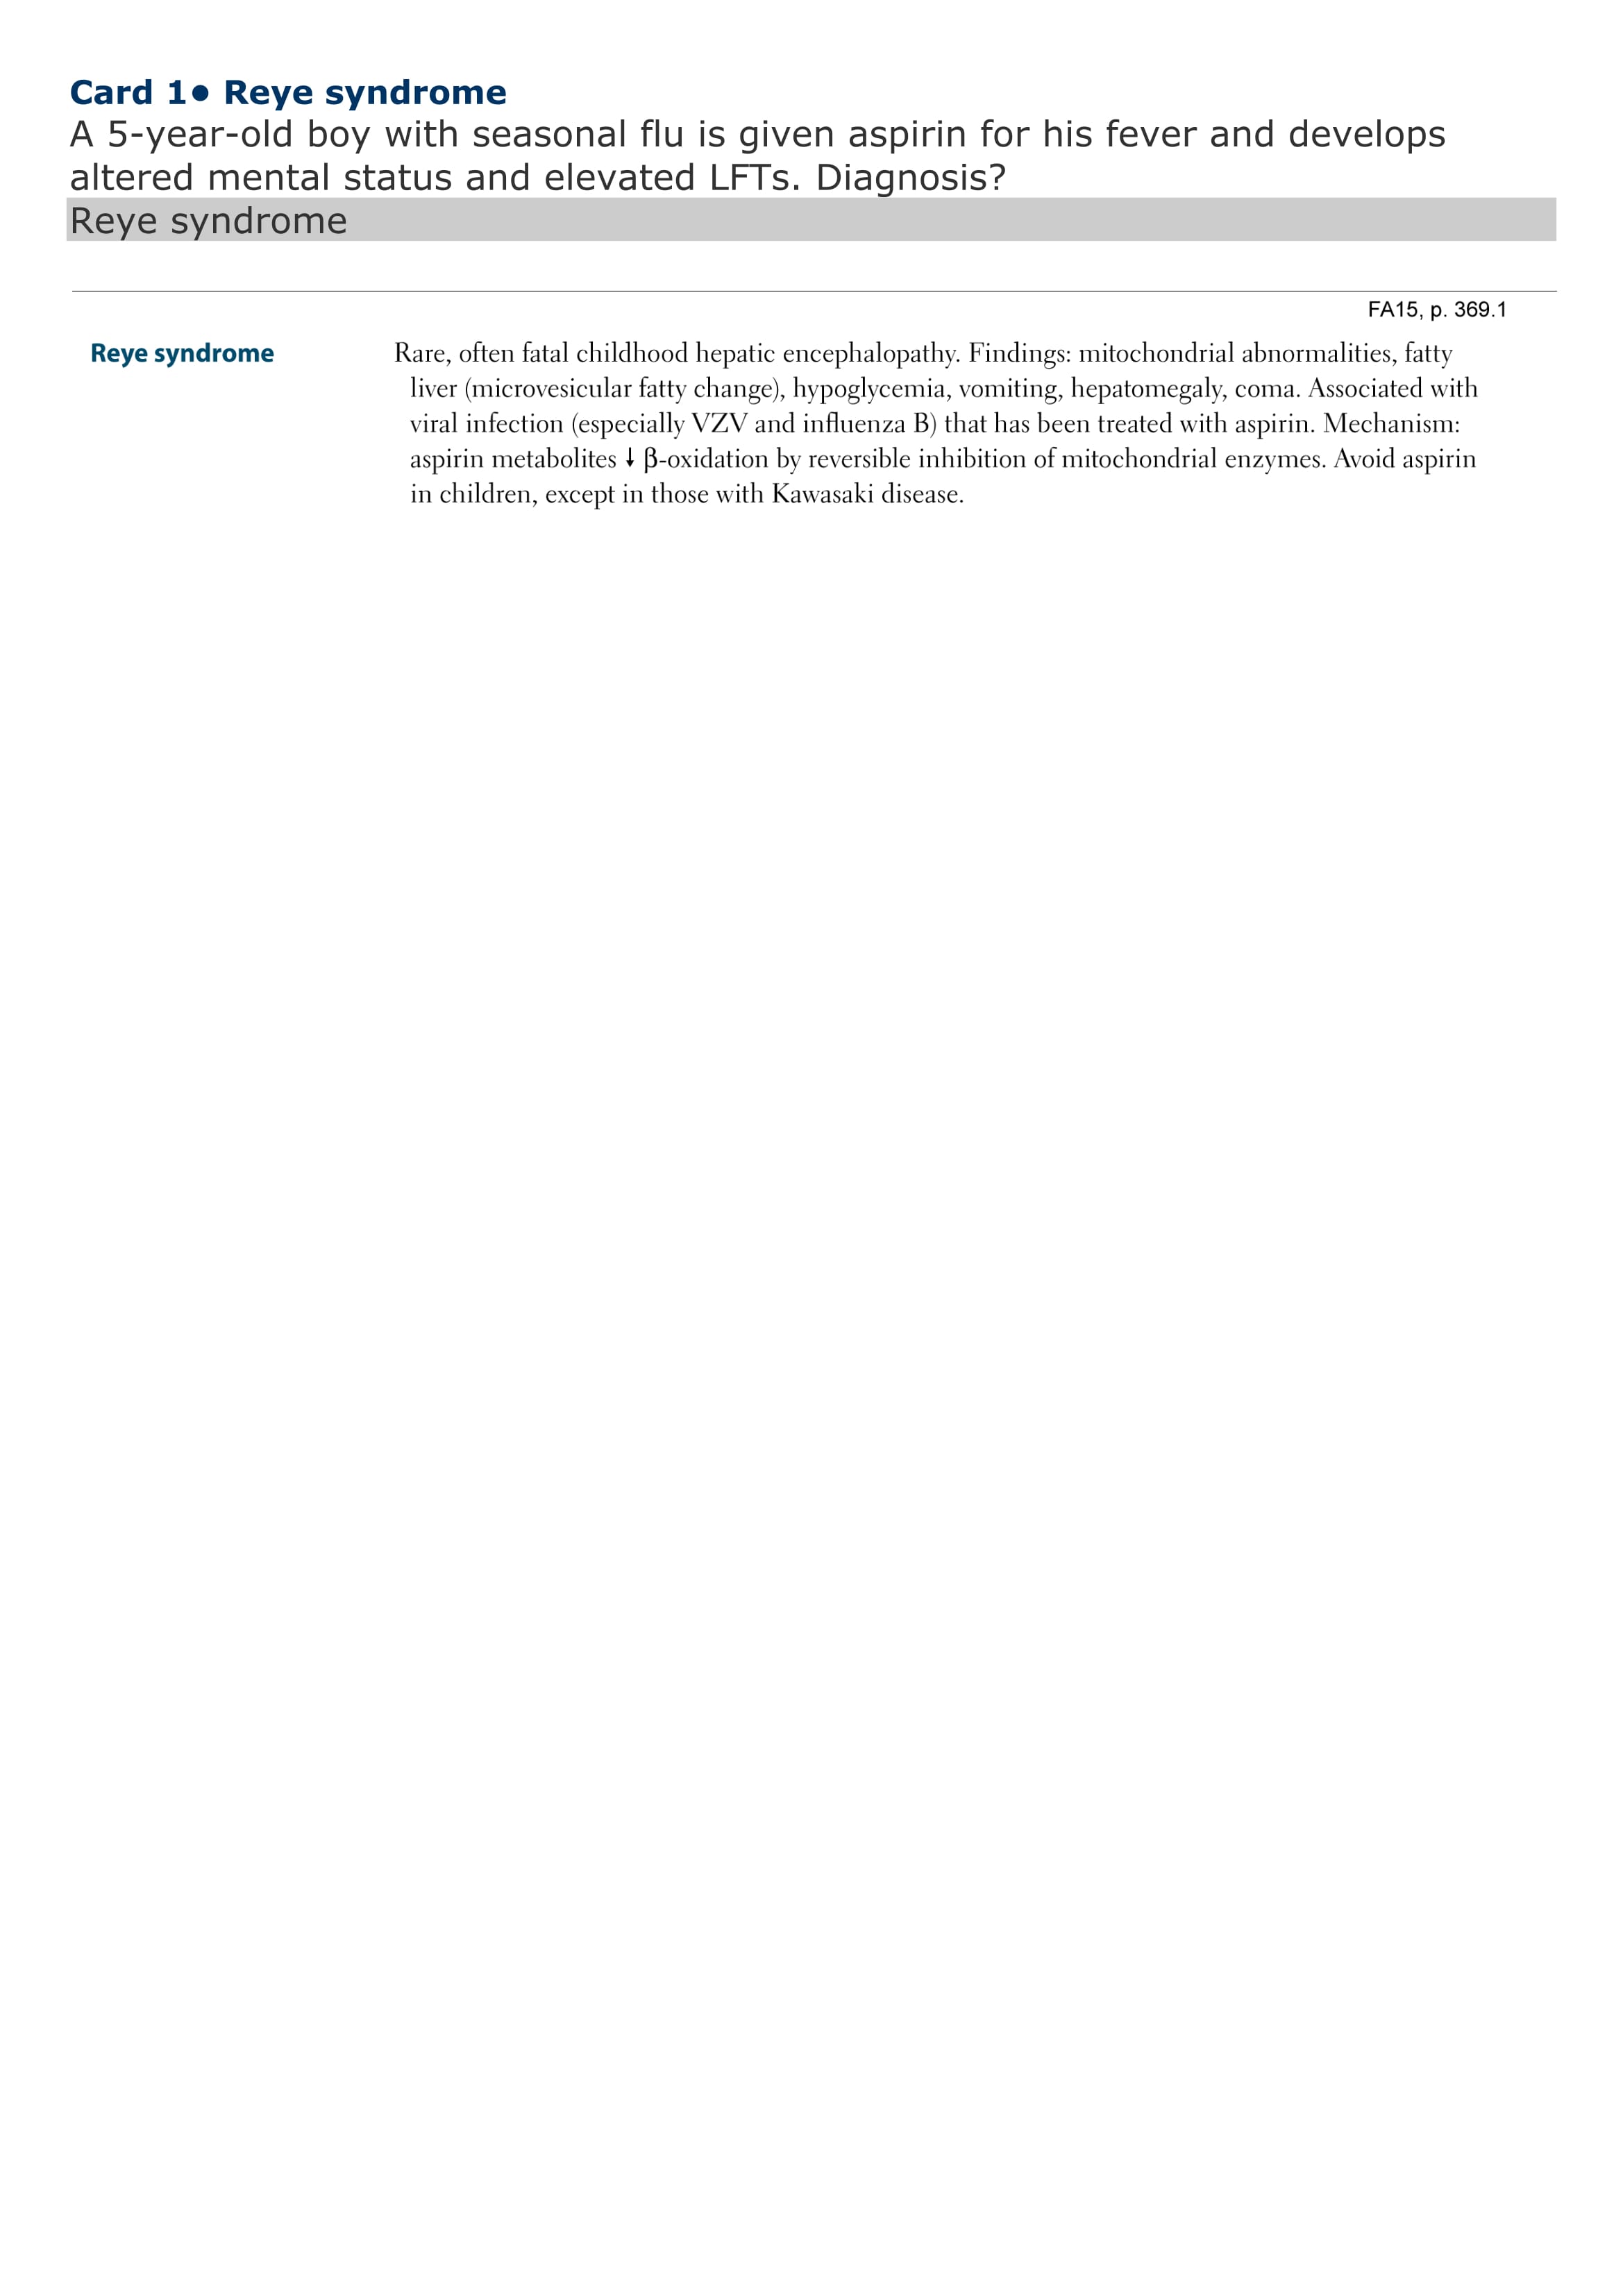 Card 1● Reye syndrome
A 5-year-old boy with seasonal flu is given aspirin for his fever and develops
altered mental status and elevated LFTs. Diagnosis?
Reye syndrome
FA15, p. 369.1
Reye syndrome
Rare, often fatal childhood hepatic encephalopathy. Findings: mitochondrial abnormalities, fatty
liver (microvesicular fatty change), hypoglycemia, vomiting, hepatomegaly, coma. Associated with
viral infection (especially VZV and influenza B) that has been treated with aspirin. Mechanism:
aspirin metabolites ↓ β-oxidation by reversible inhibition of mitochondrial enzymes. Avoid aspirin
in children, except in those with Kawasaki disease.